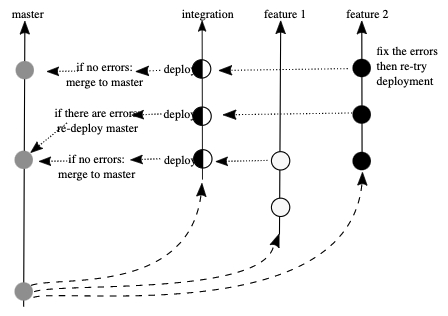 master
integration
feature 1
feature 2
fix the errors
then re-try
deployment
if no errors:
merge to master
deploy
if there are errors
re-deploy master
deploy
if no errors:
merge to master
deploy